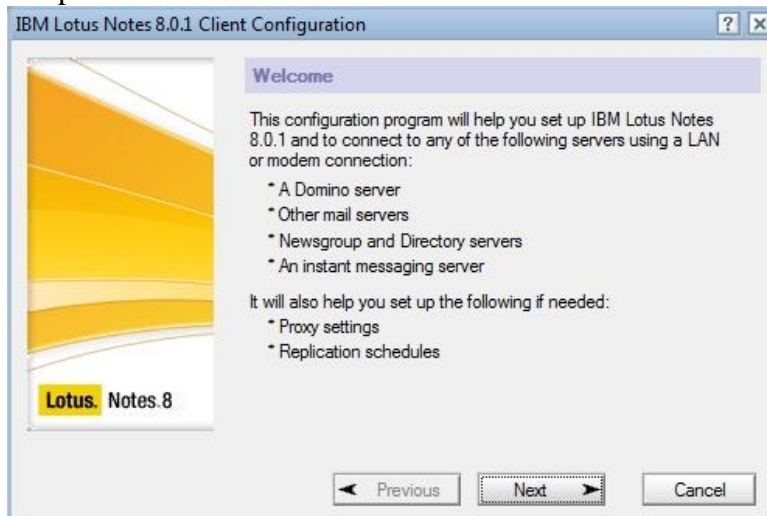 IBM Lotus Notes 8.0.1 Client Configuration
? X
Welcome
This configuration program will help you set up IBM Lotus Notes
8.0.1 and to connect to any of the following servers using a LAN
or modem connection:
* A Domino server
* Other mail servers
* Newsgroup and Directory servers
* An instant messaging server
It will also help you set up the following if needed:
* Proxy settings
* Replication schedules
Lotus. Notes.8
Previous Next Cancel